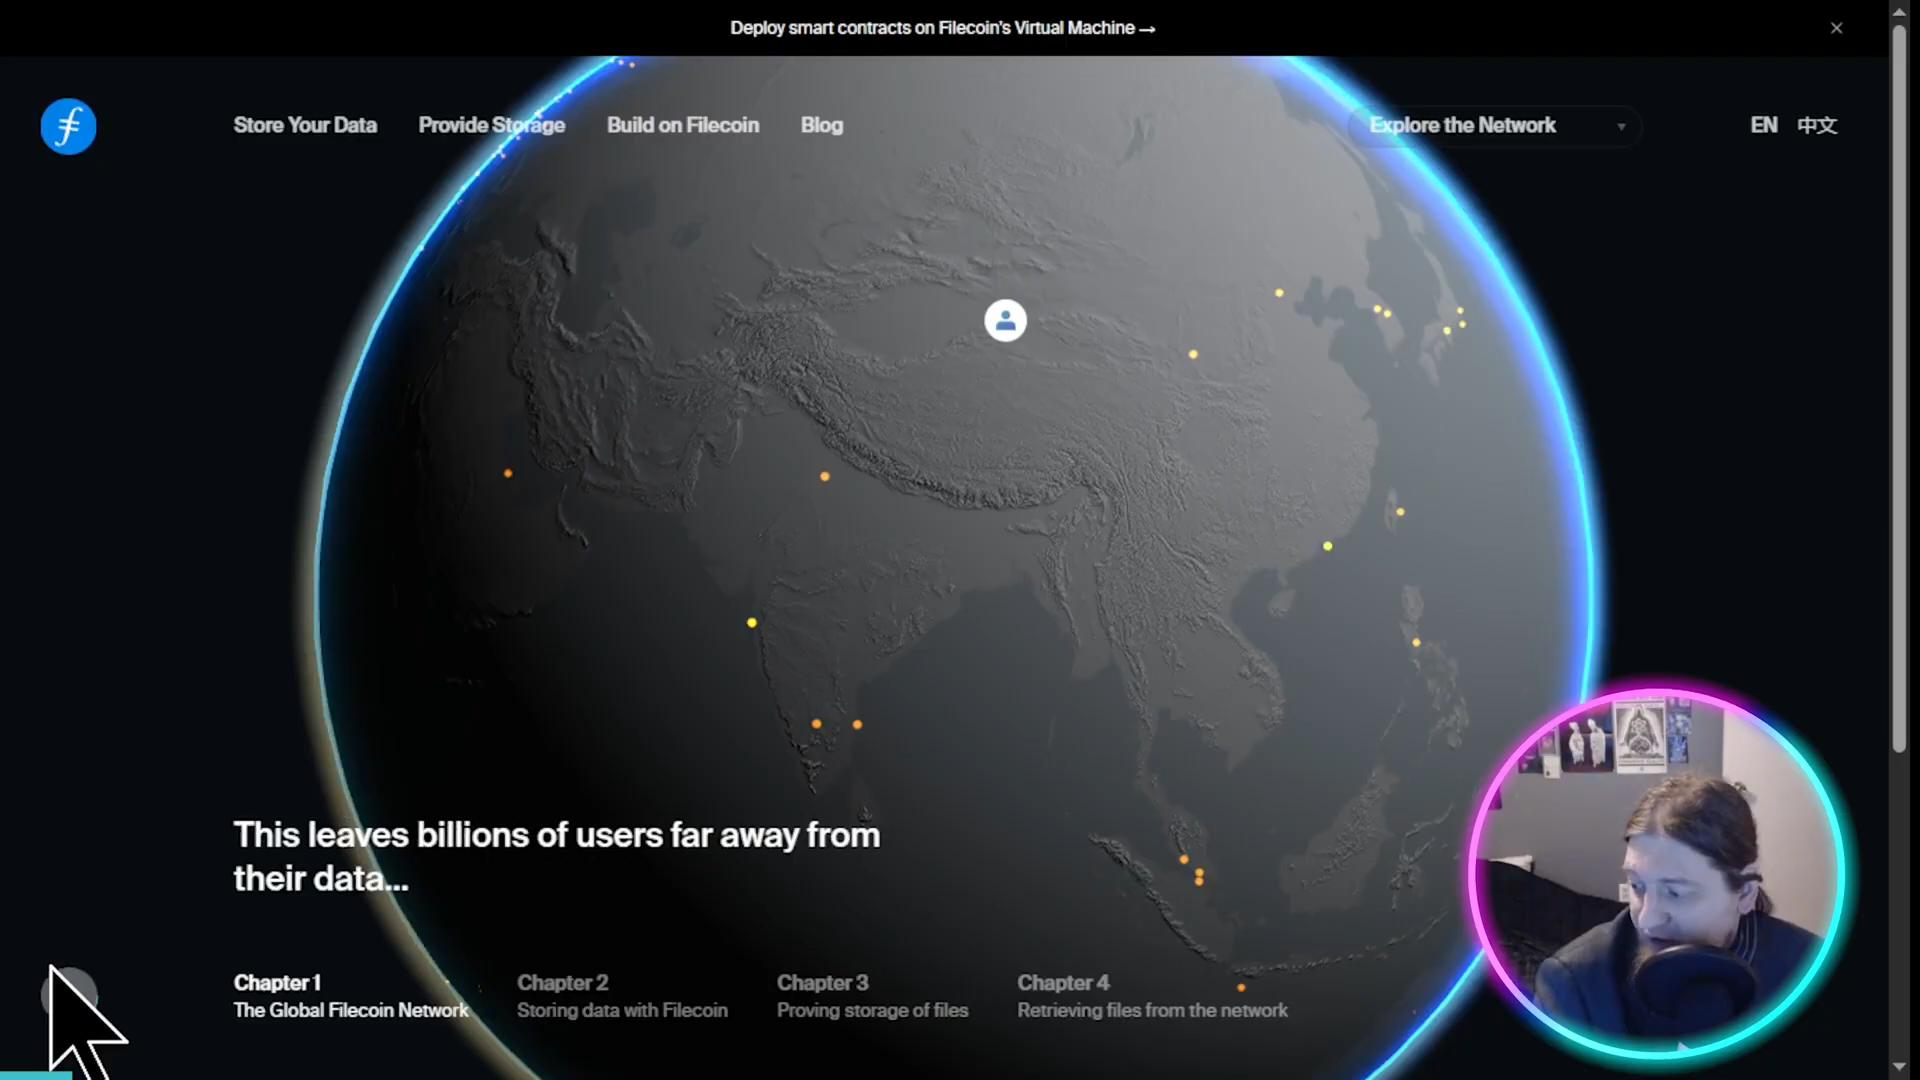 Deploy smart contracts on Filecoin's Virtual Machine →
Store Your Data
Provide Storage
Build on Filecoin
Blog
Explore the Network
EN 中文
This leaves billions of users far away from
their data...
Chapter 1
The Global Filecoin Network
Chapter 2
Storing data with Filecoin
Chapter 3
Proving storage of files
Chapter 4
Retrieving files from the network